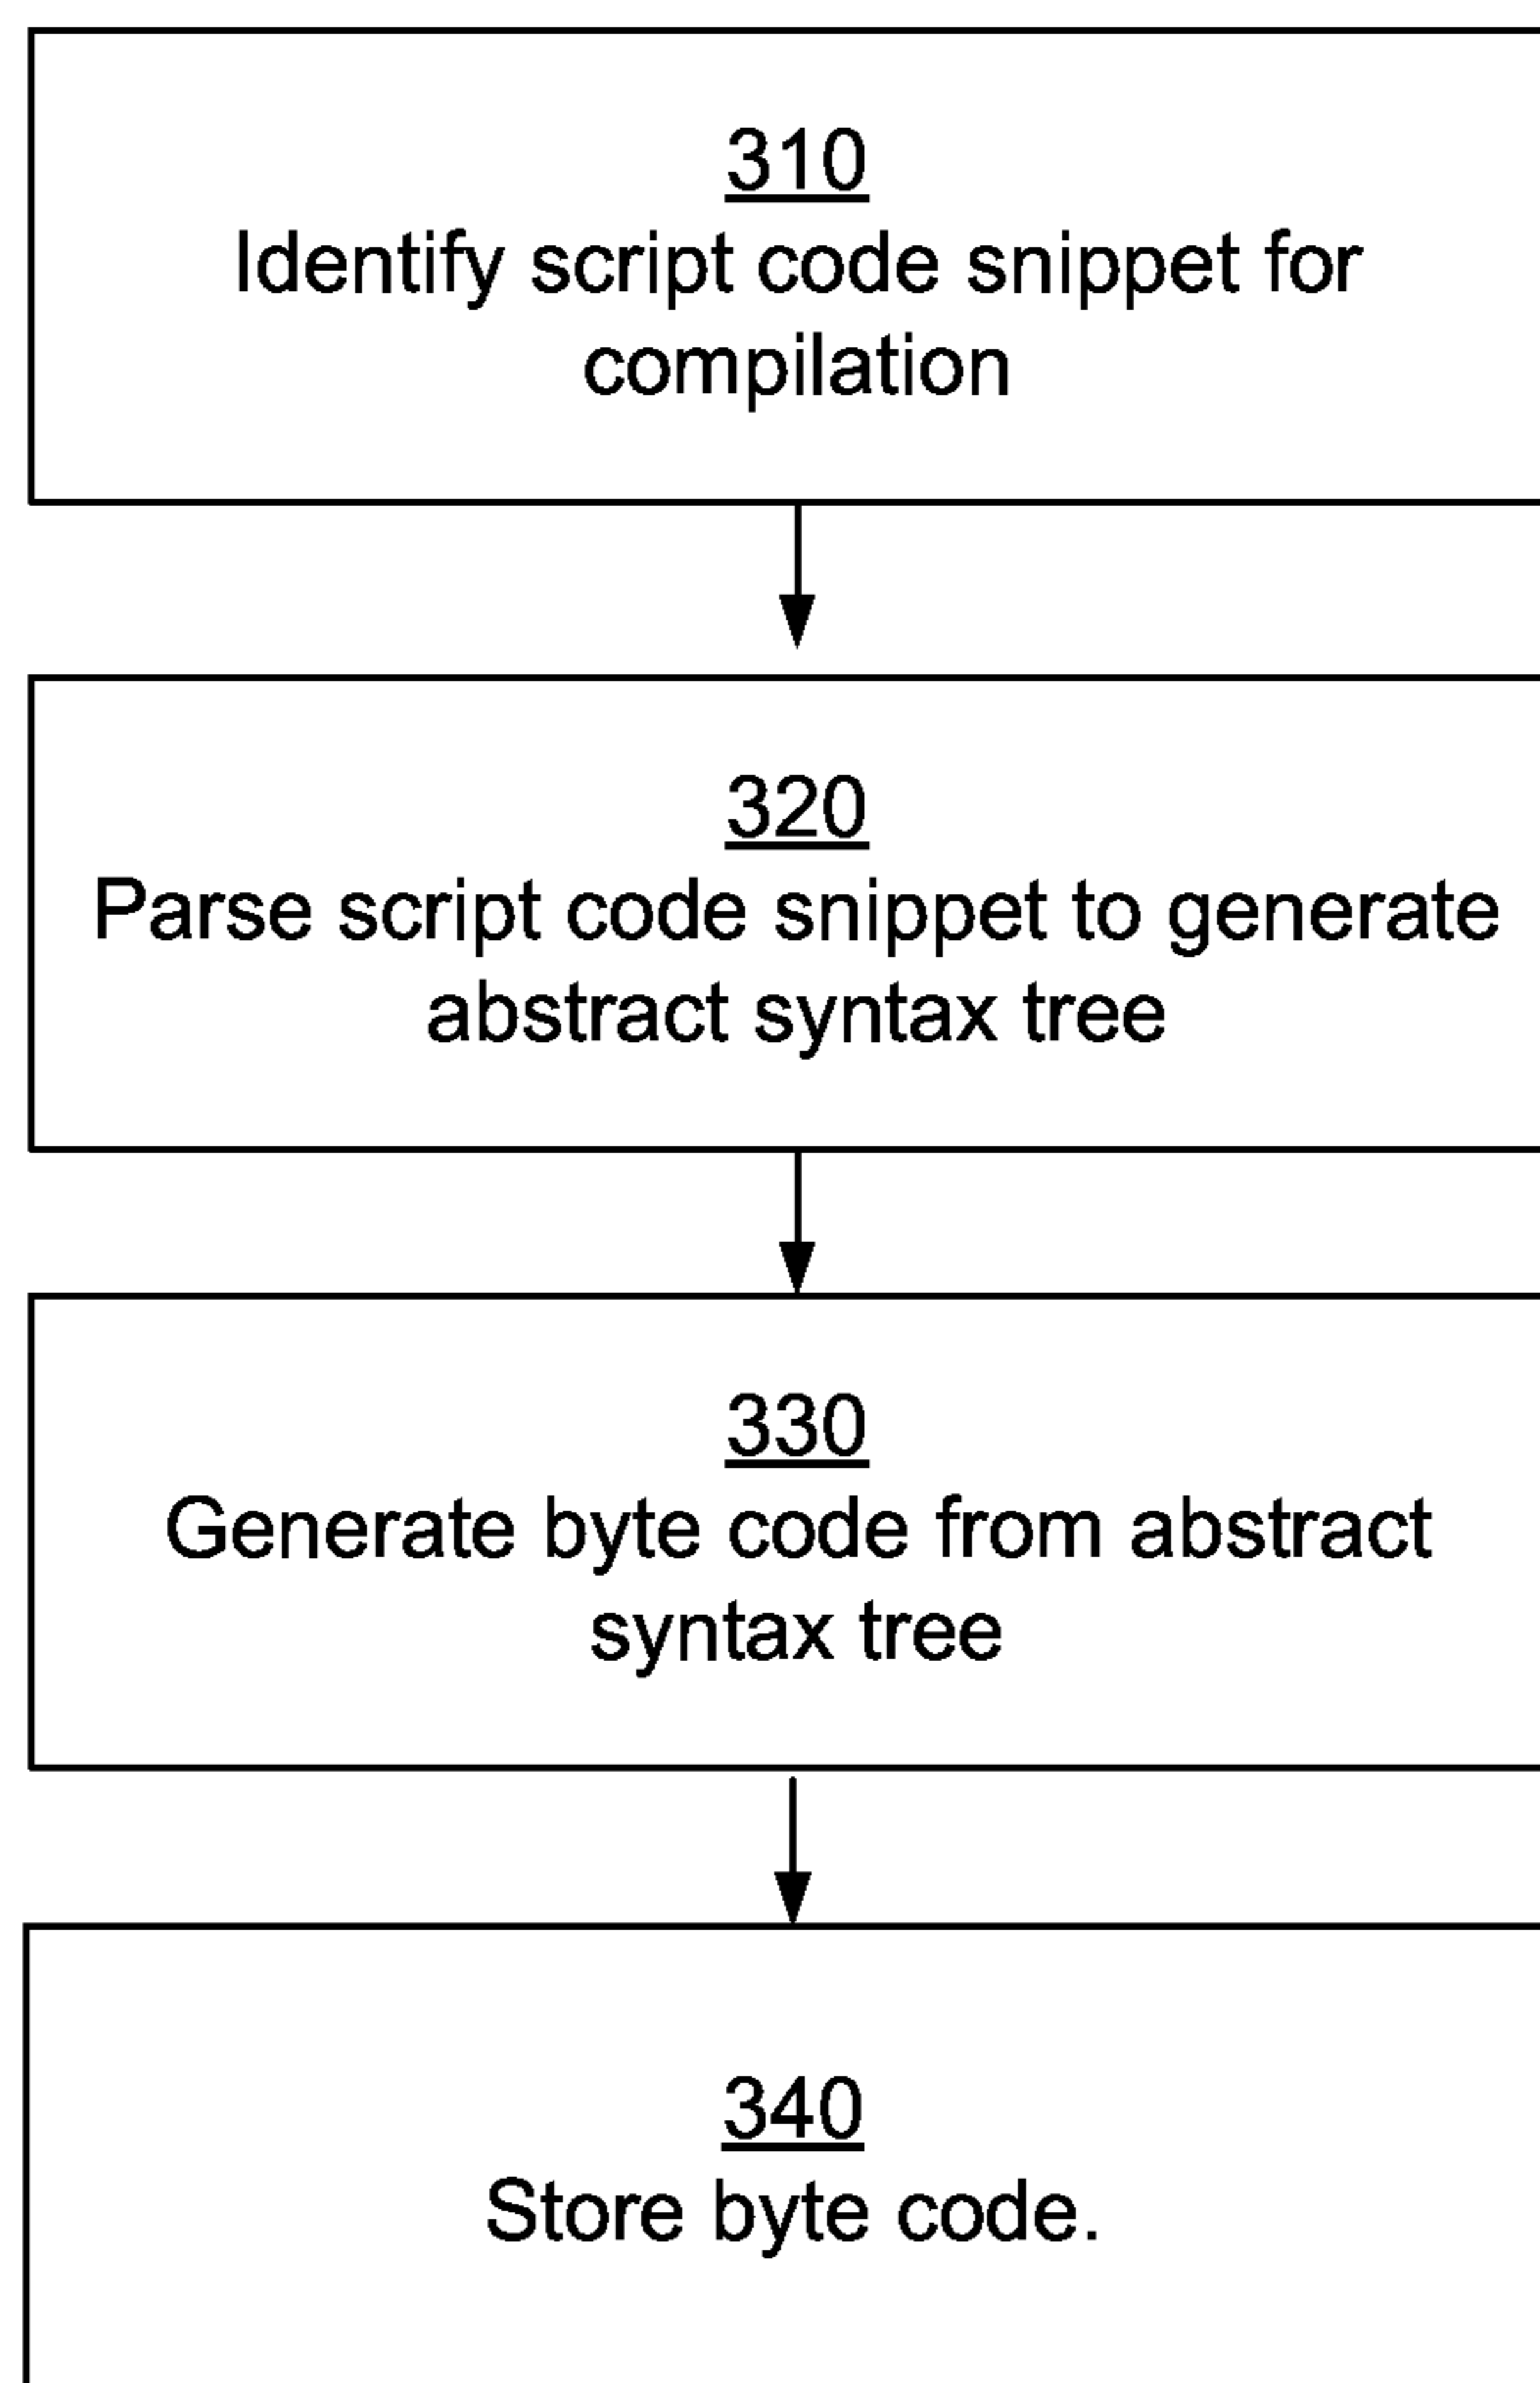 310
Identify script code snippet for
compilation
320
Parse script code snippet to generate
abstract syntax tree
330
Generate byte code from abstract
syntax tree
340
Store byte code.